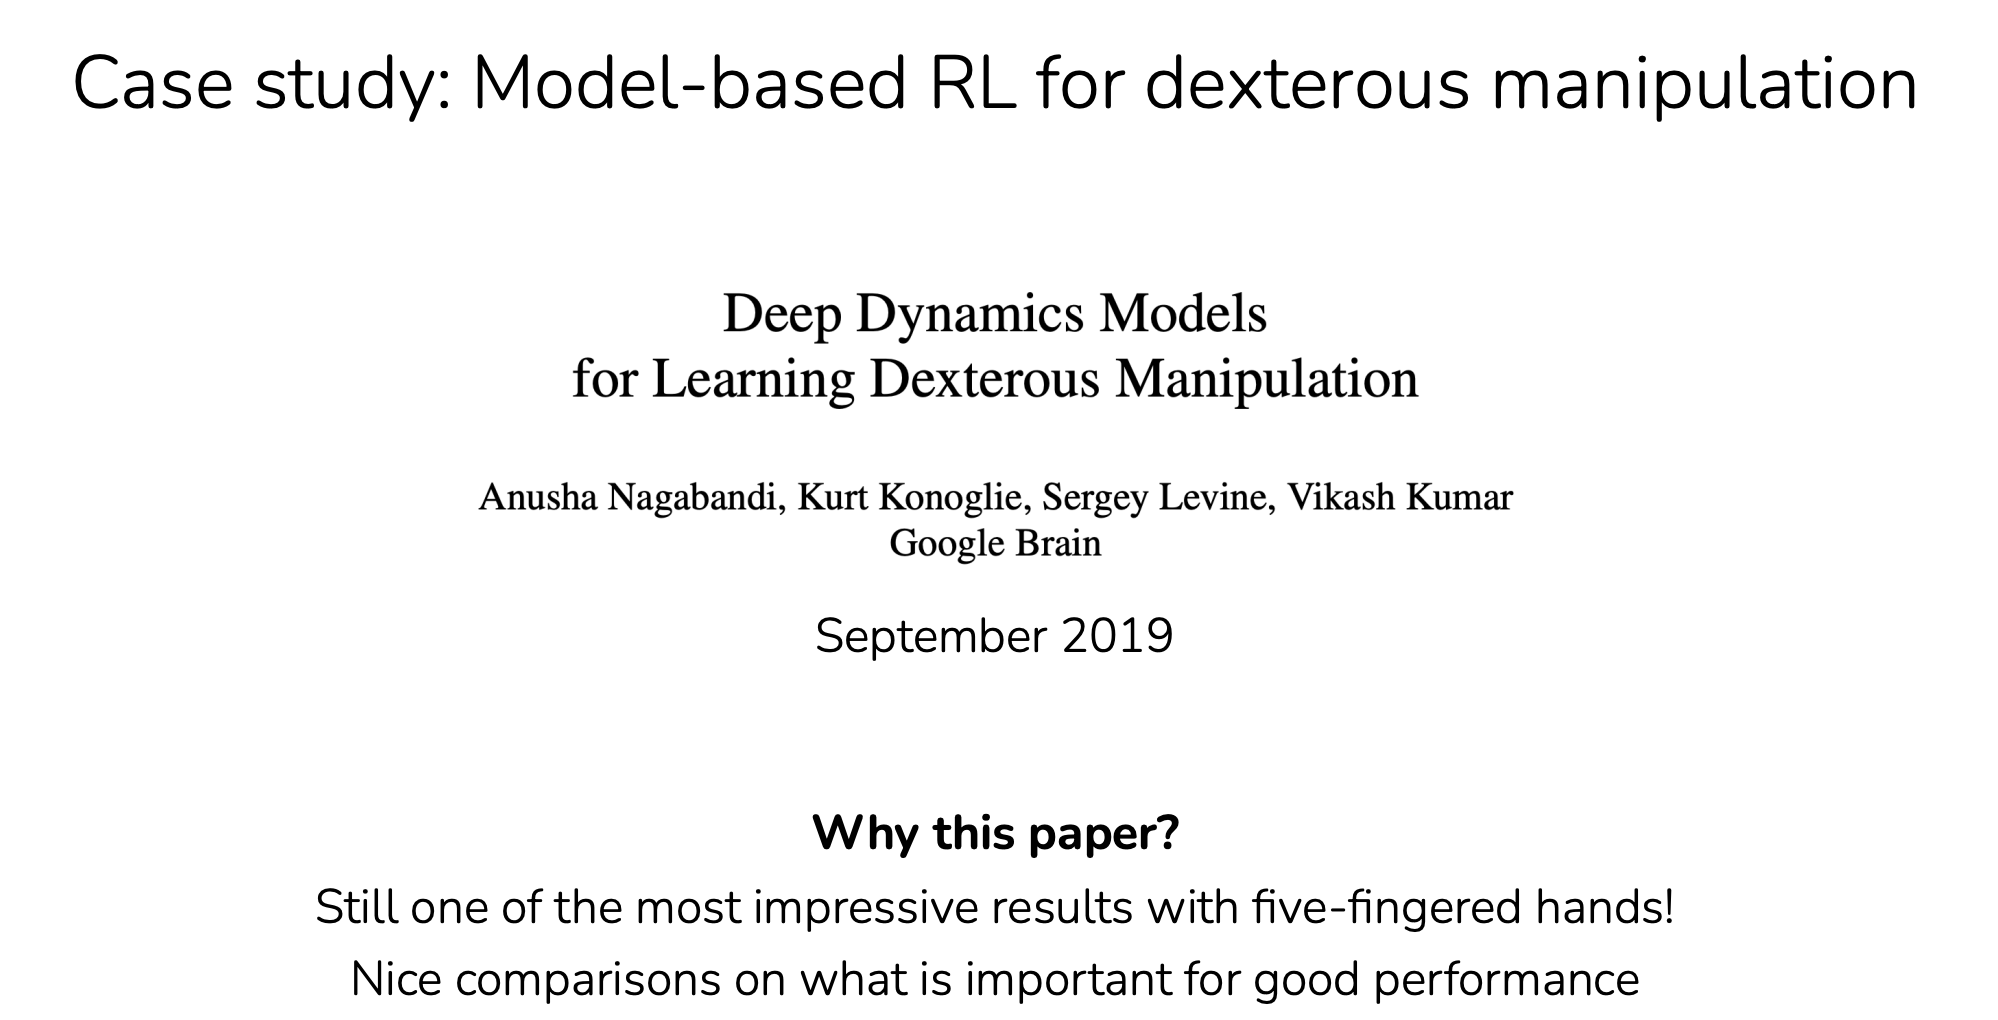 Case study: Model-based RL for dexterous manipulation
Deep Dynamics Models
for Learning Dexterous Manipulation
Anusha Nagabandi, Kurt Konoglie, Sergey Levine, Vikash Kumar
Google Brain
September 2019
Why this paper?
Still one of the most impressive results with five-fingered hands!
Nice comparisons on what is important for good performance